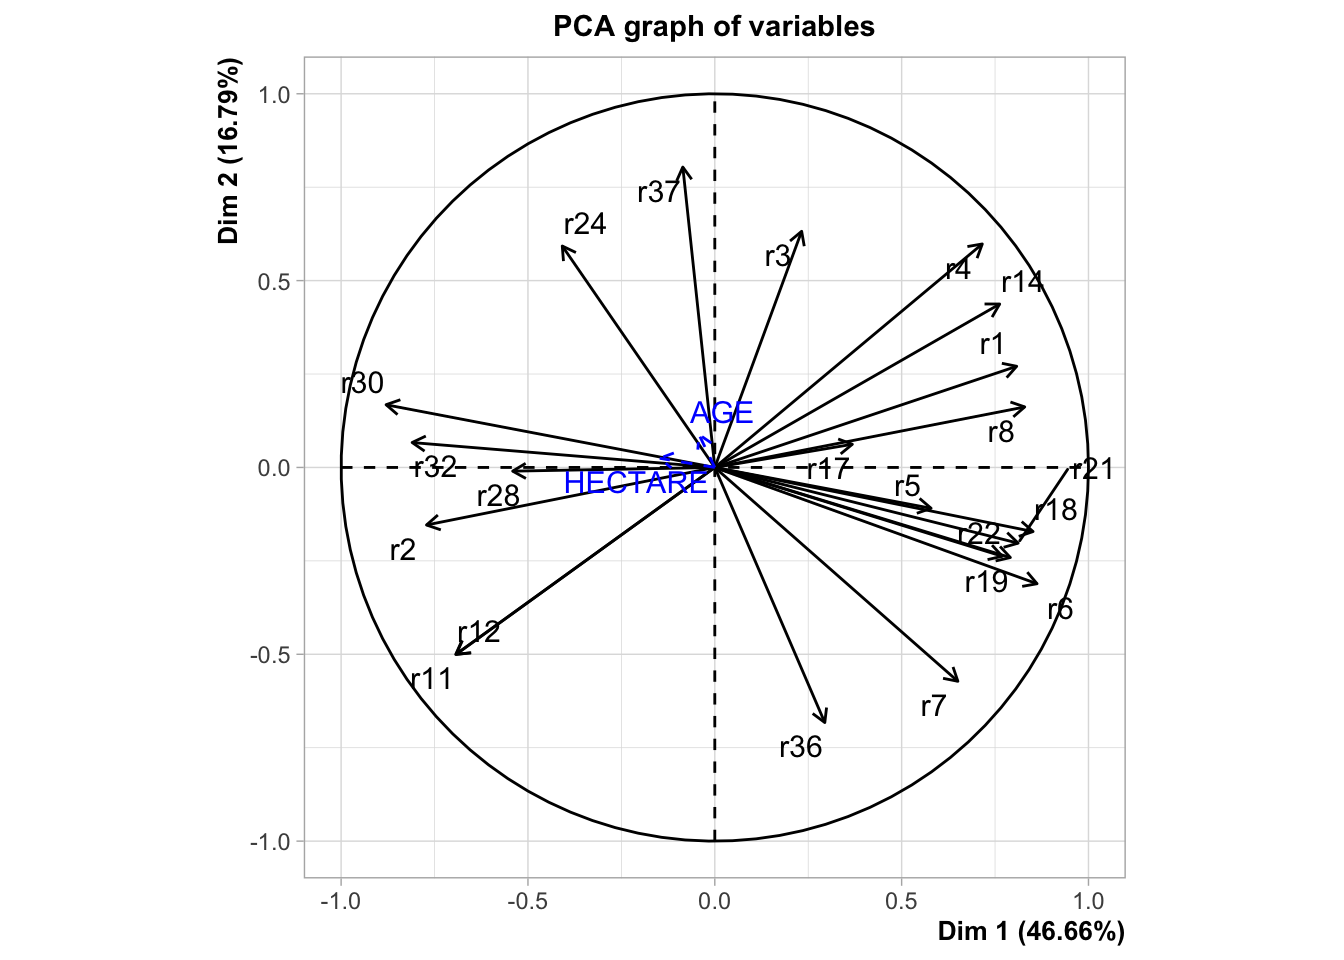 PCA graph of variables
Dim 2 (16.79%)
1.0
0.5
0.0
-0.5
-1.0
r37
r24
r3
r4
r14
r1
r30
AGE
r8
r32
r17
r21
HECTARE
r28
r5
r18
r22
r2
r19
r6
r12
r11
r7
r36
-1.0
-0.5
0.0
0.5
1.0
Dim 1 (46.66%)